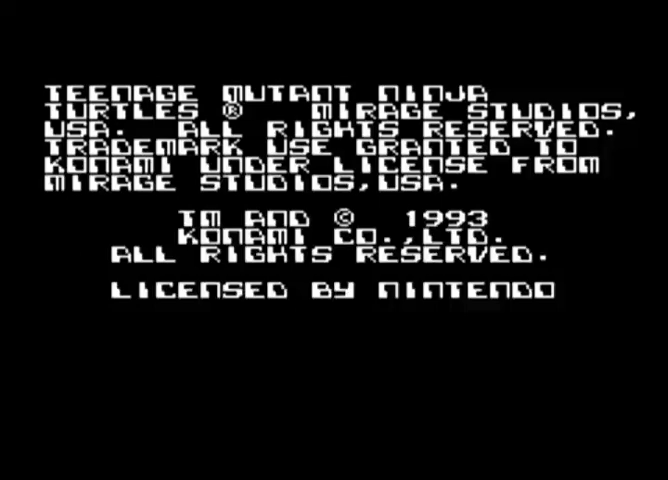 TEENAGE MUTANT NINJA
TURTLES ® MIRAGE STUDIOS,
USA. ALL RIGHTS RESERVED.
TRADEMARK USE GRANTED TO
KONAMI UNDER LICENSE FROM
MIRAGE STUDIOS,USA.
TM AND © 1993
KONAMI CO.,LTD.
ALL RIGHTS RESERVED.
LICENSED BY NINTENDO